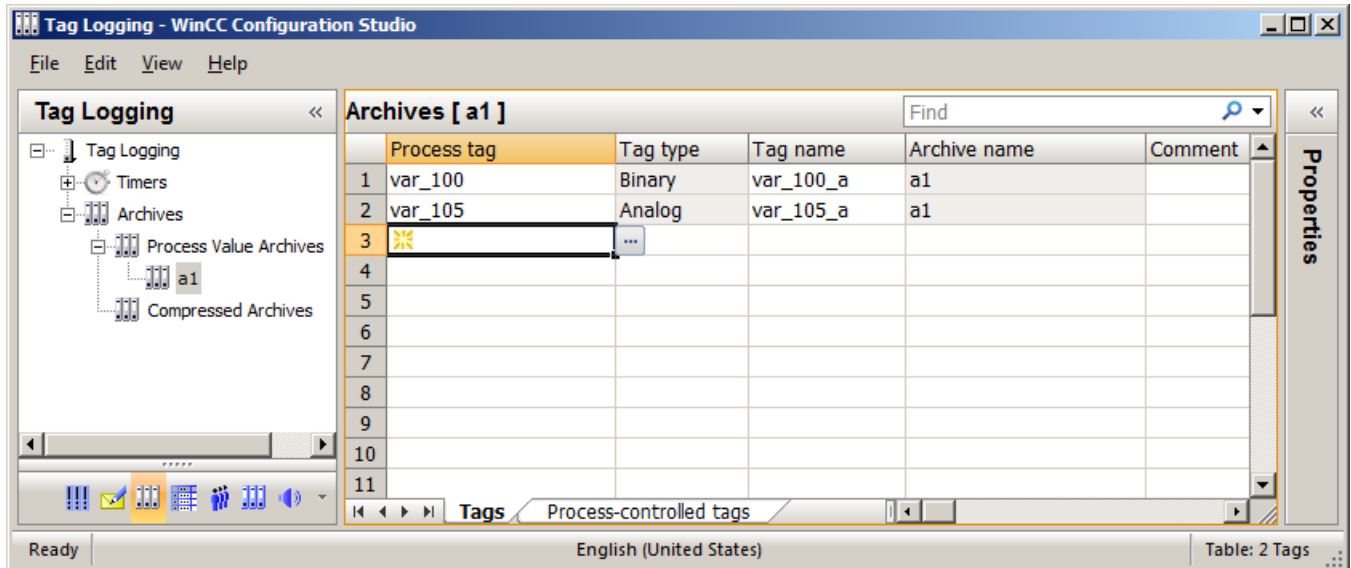 Tag Logging - WinCC Configuration Studio
File Edit View Help
Tag Logging «
Tag Logging
Timers
Archives
Process Value Archives
a1
Compressed Archives
Archives [ a1 ]
Find
Process tag Tag type Tag name Archive name Comment
1 var_100 Binary var_100_a a1
2 var_105 Analog var_105_a a1
3 ...
4
5
6
7
8
9
10
11
Tags Process-controlled tags
«
Properties
Ready English (United States) Table: 2 Tags